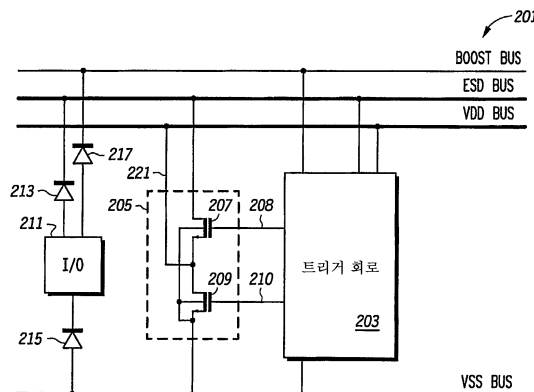 201
BOOST BUS
ESD BUS
VDD BUS
217
221
213
205
207
208
211
I/O
트리거 회로
209
210
203
215
VSS BUS